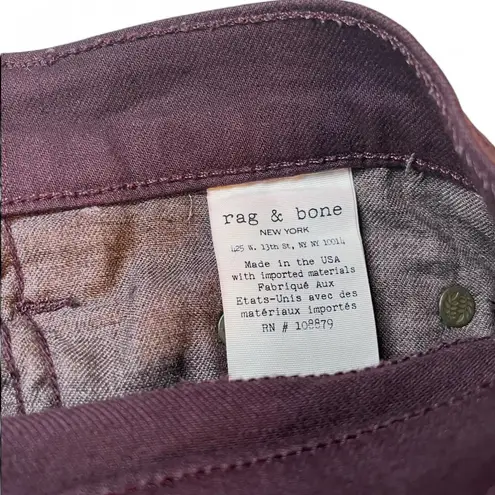 rag & bone
NEW YORK
425 W. 13th St, NY NY 10014
Made in the USA
with imported materials
Fabriqué Aux
Etats-Unis avec des
matériaux importés
RN # 108879